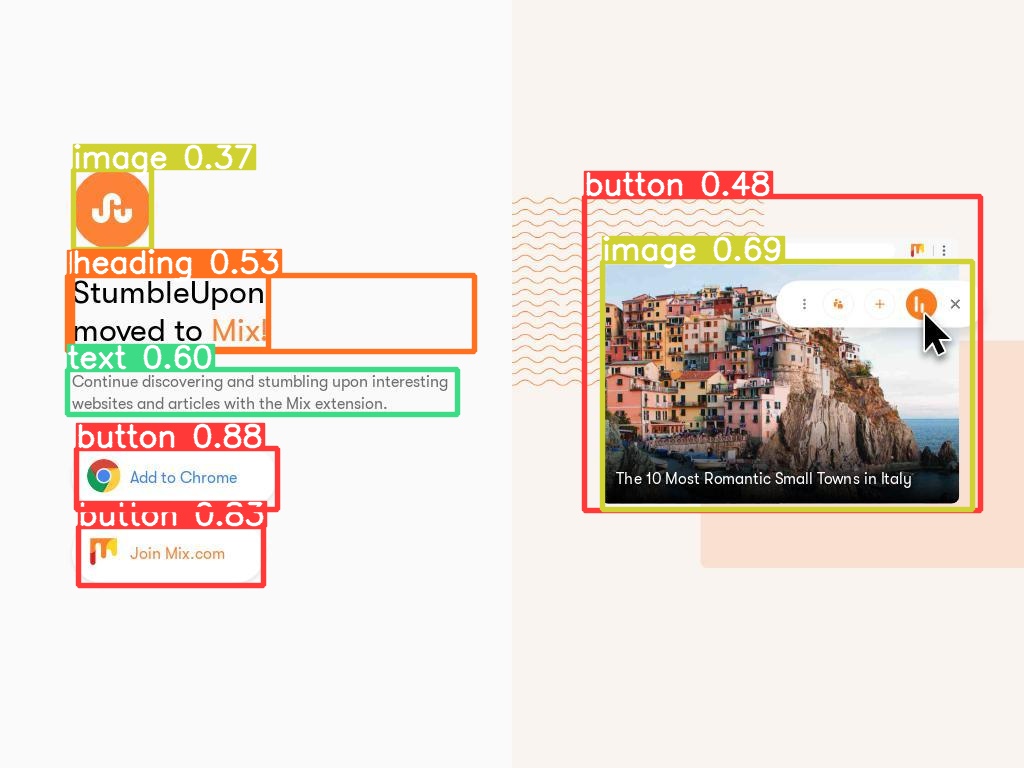 image 0.37
heading 0.53
StumbleUpon
moved to Mix!
text 0.60
Continue discovering and stumbling upon interesting
websites and articles with the Mix extension.
button 0.88
Add to Chrome
button 0.83
Join Mix.com
button 0.48
image 0.69
The 10 Most Romantic Small Towns in Italy